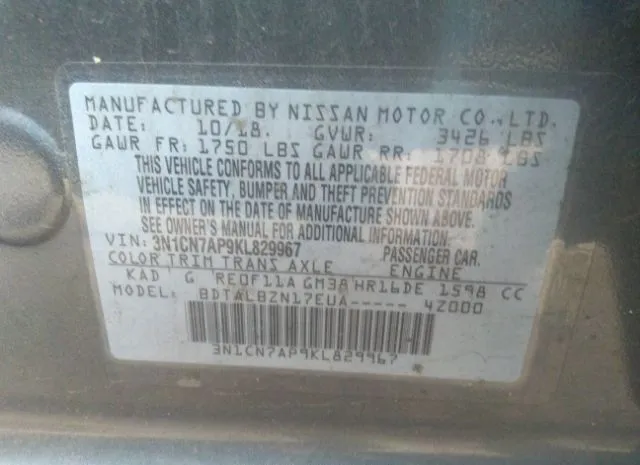 MANUFACTURED BY NISSAN MOTOR CO., LTD.
DATE: 10/18. GVWR: 3426 LBS
GAWR FR: 1750 LBS GAWR RR: 1708 LBS
THIS VEHICLE CONFORMS TO ALL APPLICABLE FEDERAL MOTOR
VEHICLE SAFETY, BUMPER AND THEFT PREVENTION STANDARDS
IN EFFECT ON THE DATE OF MANUFACTURE SHOWN ABOVE.
SEE OWNER'S MANUAL FOR ADDITIONAL INFORMATION.
VIN: 3N1CN7AP9KL829967 PASSENGER CAR.
COLOR TRIM TRANS AXLE ENGINE
KAD G RE0F11A GM38 HR16DE 1598 CC
MODEL: BDTALBZN17EUA----- 4Z000
3N1CN7AP9KL829967